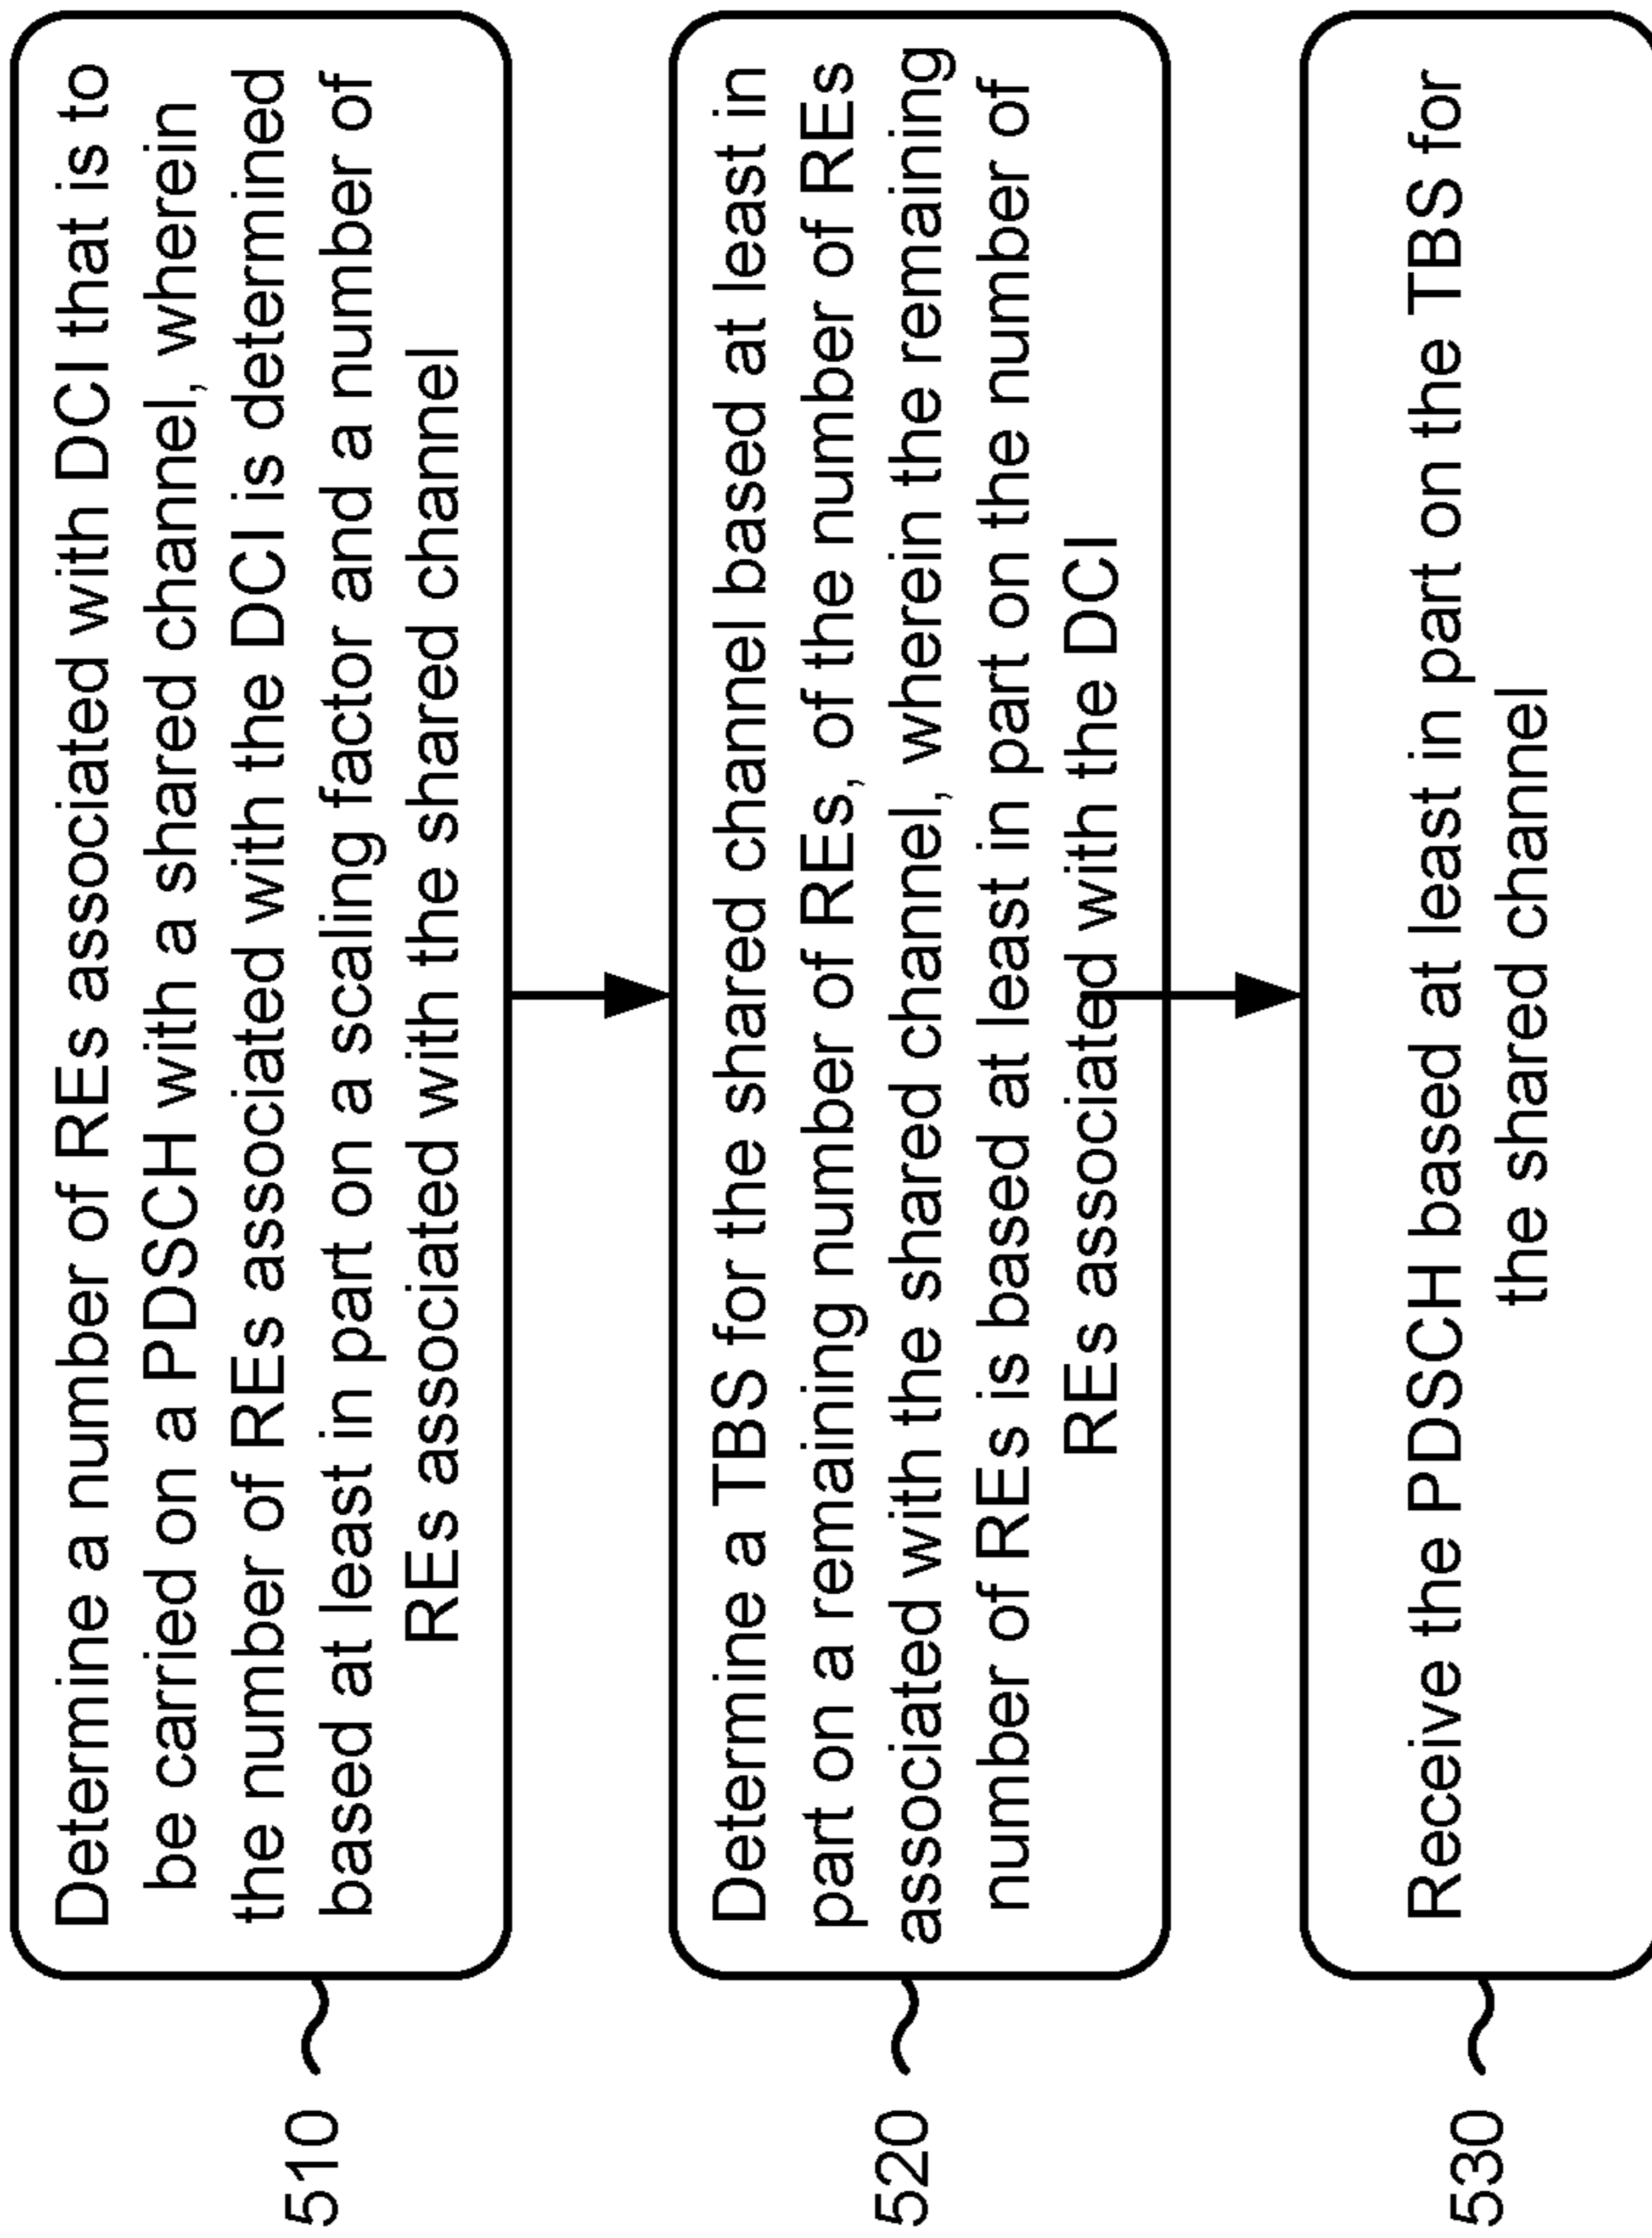 510
Determine a number of REs associated with DCI that is to
be carried on a PDSCH with a shared channel, wherein
the number of REs associated with the DCI is determined
based at least in part on a scaling factor and a number of
REs associated with the shared channel
520
Determine a TBS for the shared channel based at least in
part on a remaining number of REs, of the number of REs
associated with the shared channel, wherein the remaining
number of REs is based at least in part on the number of
REs associated with the DCI
530
Receive the PDSCH based at least in part on the TBS for
the shared channel